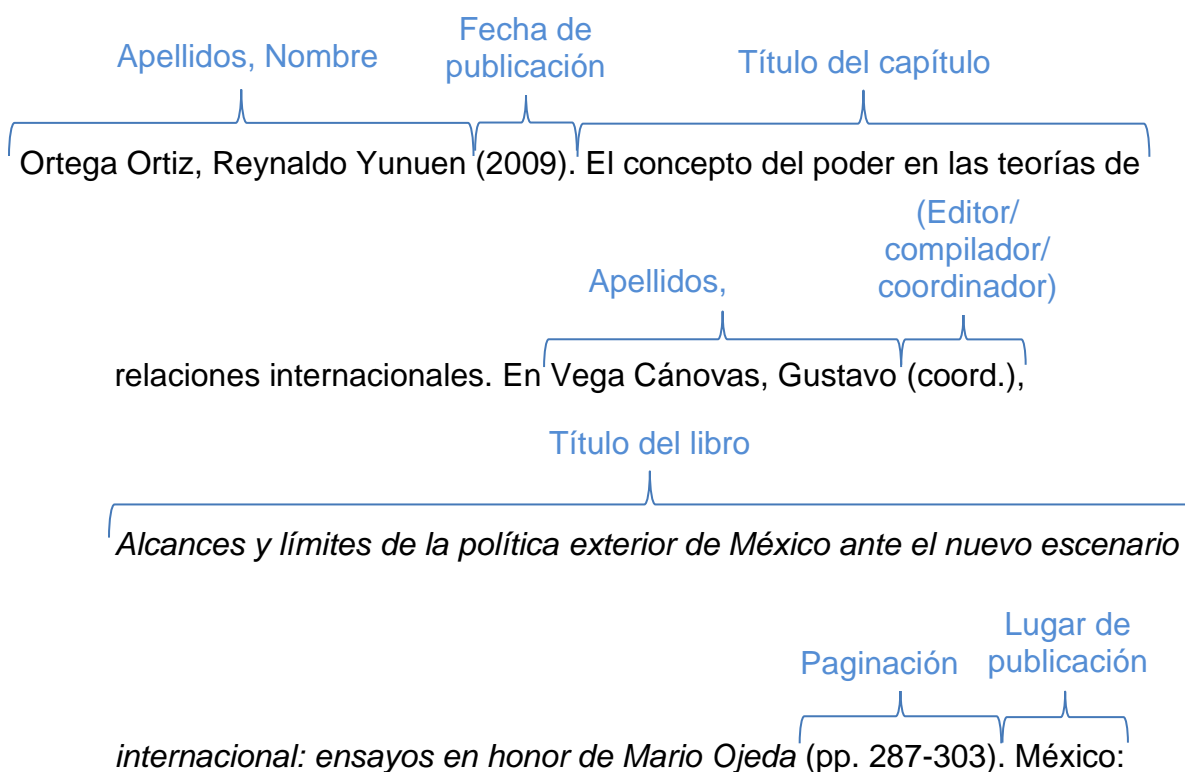 Fecha de
Apellidos, Nombre publicación Título del capítulo
Ortega Ortiz, Reynaldo Yunuen (2009). El concepto del poder en las teorías de
(Editor/
compilador/
Apellidos, coordinador)
relaciones internacionales. En Vega Cánovas, Gustavo (coord.),
Título del libro
Alcances y límites de la política exterior de México ante el nuevo escenario
Lugar de
Paginación publicación
internacional: ensayos en honor de Mario Ojeda (pp. 287-303). México: